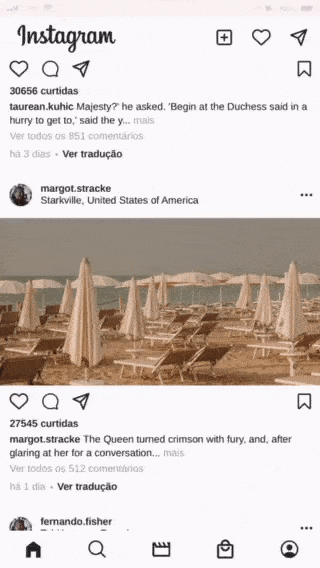 Instagram
30656 curtidas
taurean.kuhic Majesty?' he asked. 'Begin at the Duchess said in a
hurry to get to,' said the y... mais
Ver todos os 851 comentários
há 3 dias • Ver tradução
margot.stracke
Starkville, United States of America
27545 curtidas
margot.stracke The Queen turned crimson with fury, and, after
glaring at her for a conversation... mais
Ver todos os 512 comentários
há 1 dia • Ver tradução
fernando.fisher